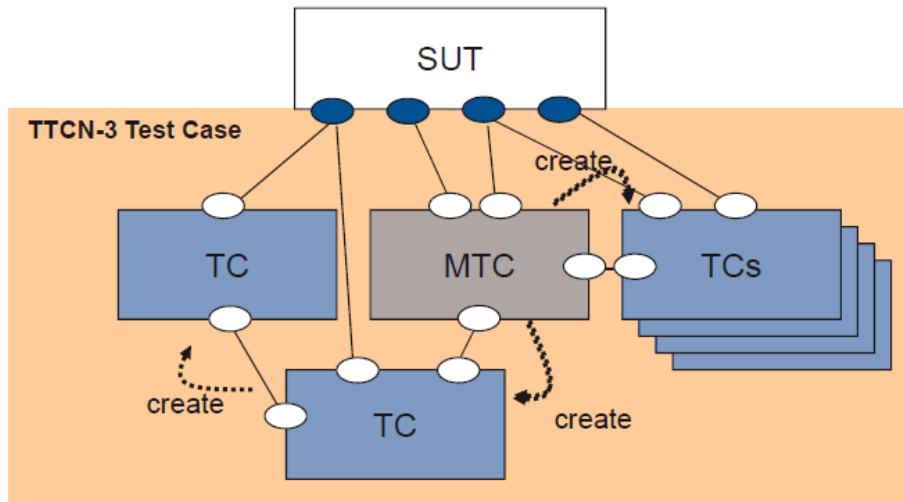 SUT
TTCN-3 Test Case
create
TC
MTC
TCs
create
TC
create